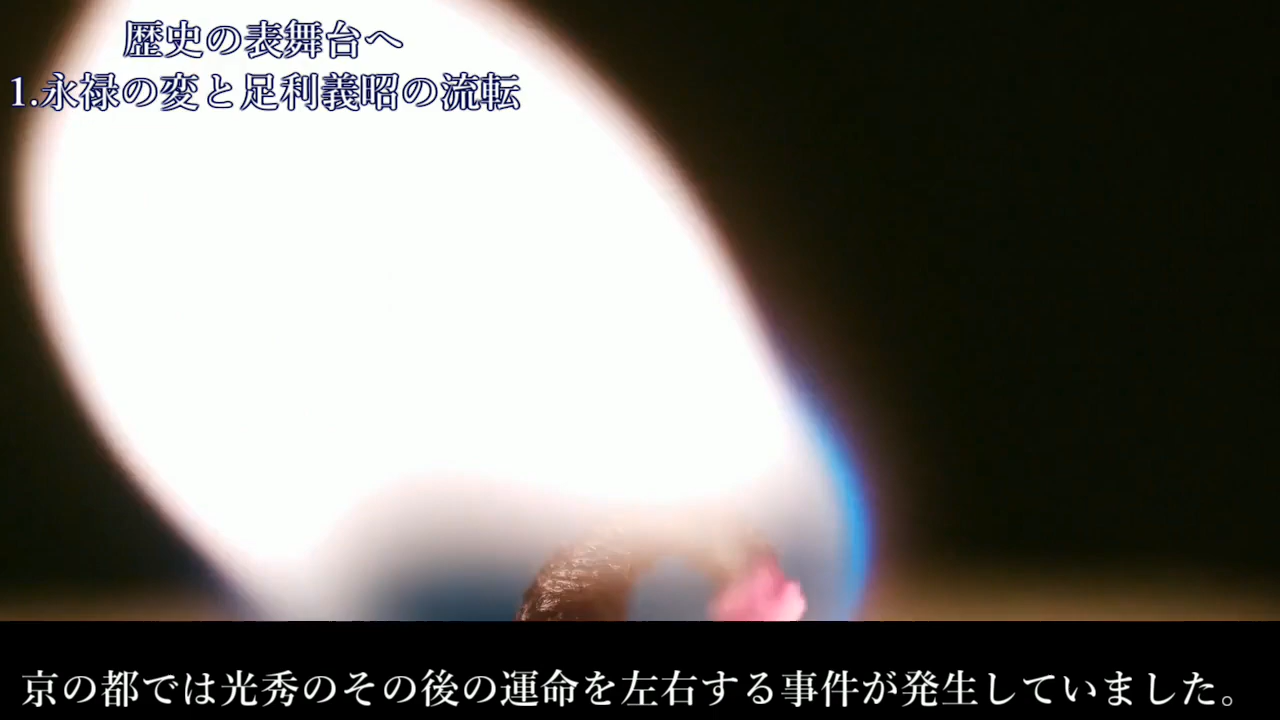 歴史の表舞台へ
1.永禄の変と足利義昭の流転
京の都では光秀のその後の運命を左右する事件が発生していました。